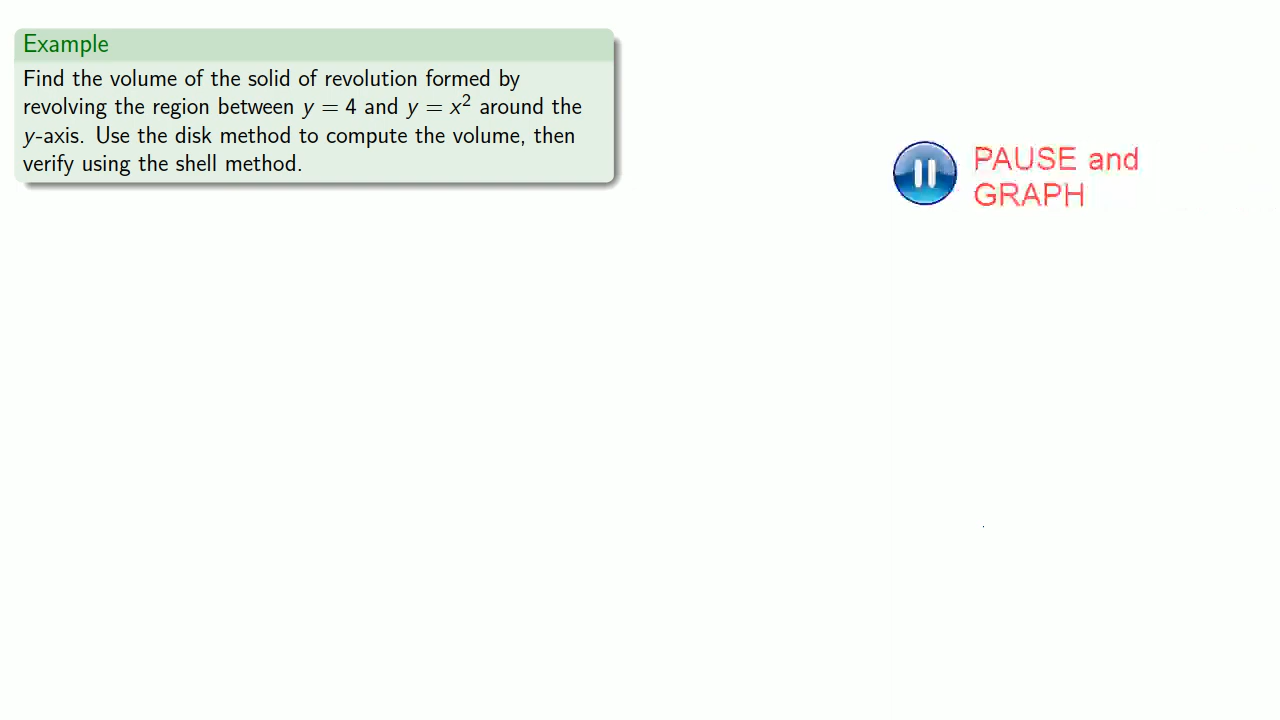 Example
Find the volume of the solid of revolution formed by
revolving the region between y = 4 and y = x² around the
y-axis. Use the disk method to compute the volume, then
verify using the shell method.
PAUSE and
GRAPH